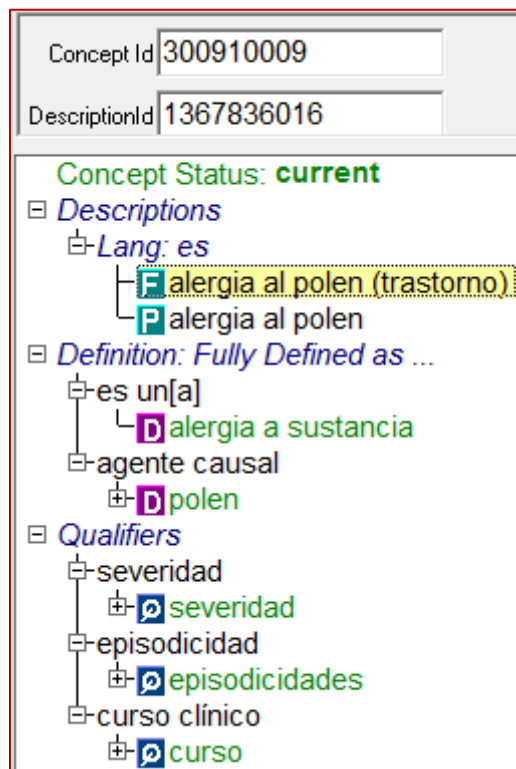 Concept Id 300910009
DescriptionId 1367836016
Concept Status: current
Descriptions
Lang: es
F alergia al polen (trastorno)
P alergia al polen
Definition: Fully Defined as ...
es un[a]
D alergia a sustancia
agente causal
D polen
Qualifiers
severidad
severidad
episodicidad
episodicidades
curso clínico
curso